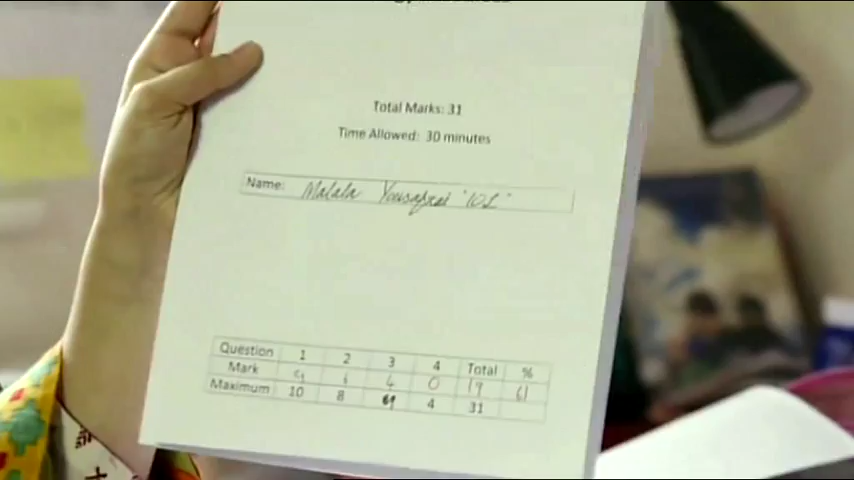 Total Marks: 31
Time Allowed: 30 minutes
Name: Malala Yousafzai "10L"
Question 1 2 3 4 Total %
Mark 9 6 4 0 19 61
Maximum 10 8 9 4 31